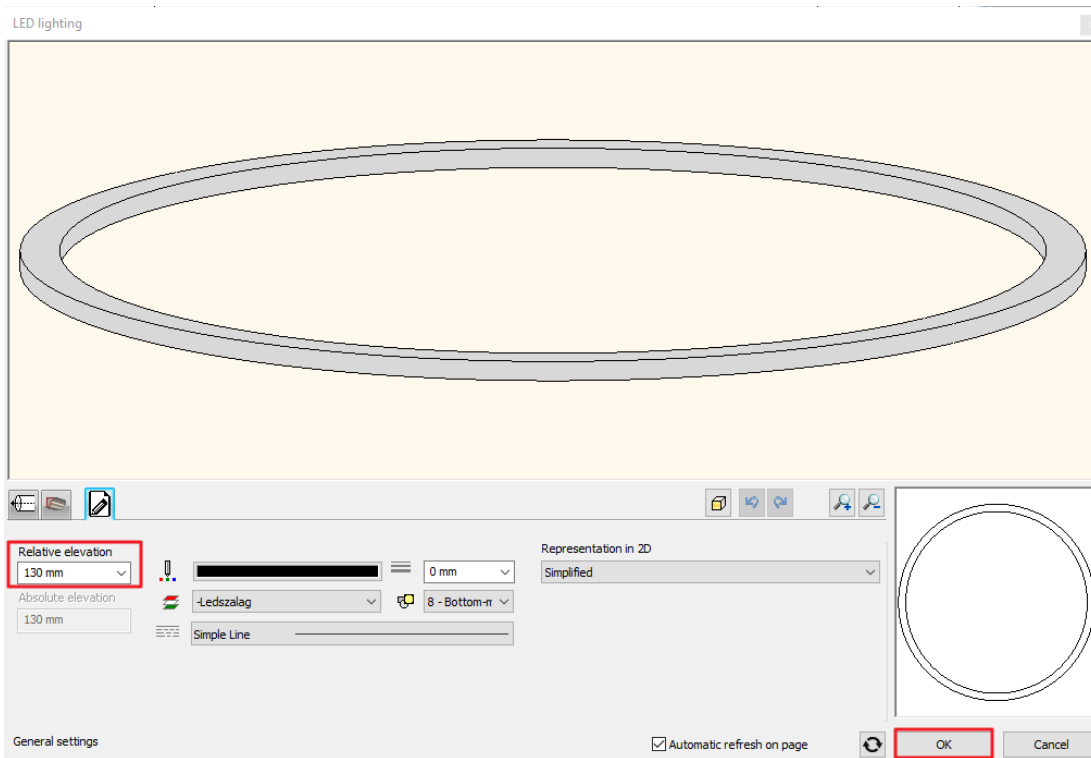 LED lighting
Relative elevation
130 mm
0 mm
Absolute elevation
130 mm
-Ledszalag
8 - Bottom-m
Simple Line
Representation in 2D
Simplified
General settings
Automatic refresh on page
OK
Cancel